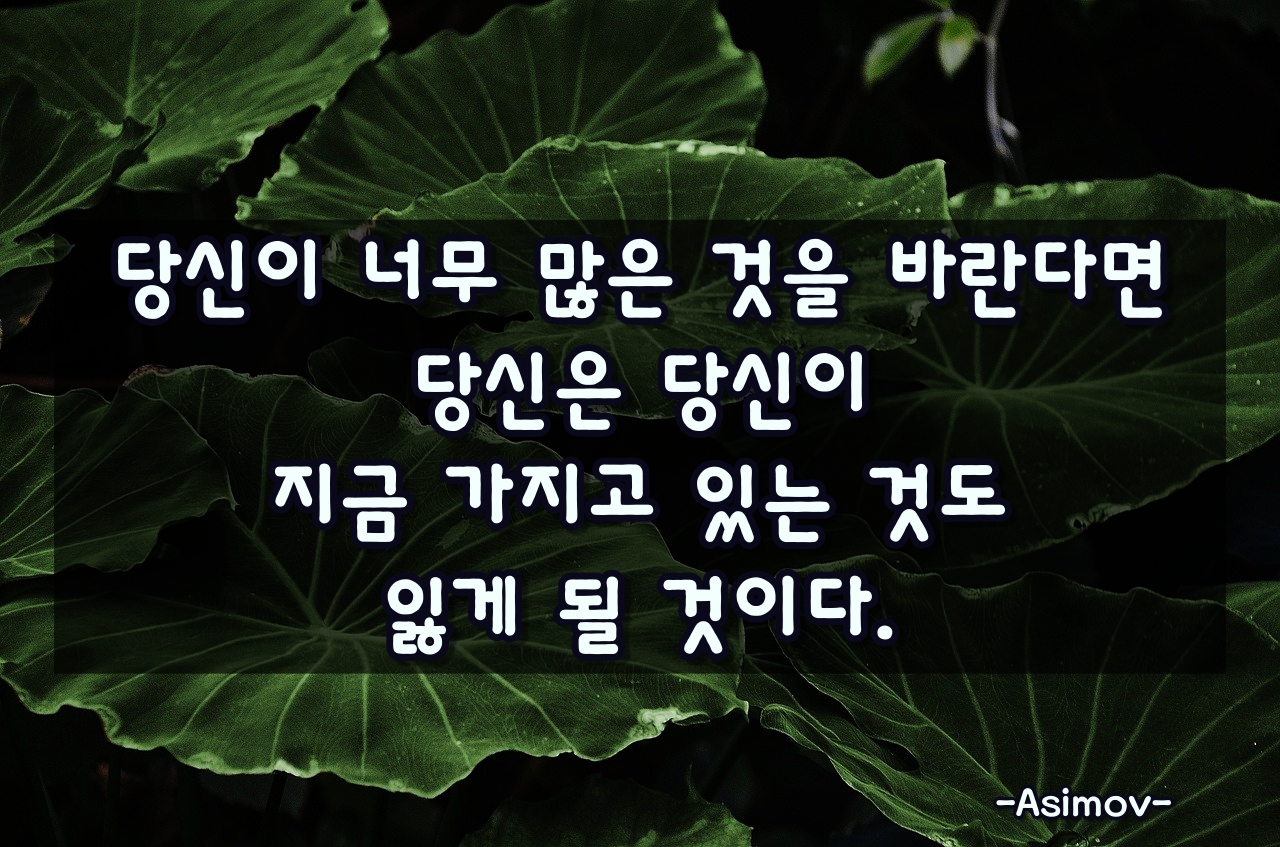 당신이 너무 많은 것을 바란다면
당신은 당신이
지금 가지고 있는 것도
잃게 될 것이다.
-Asimov-